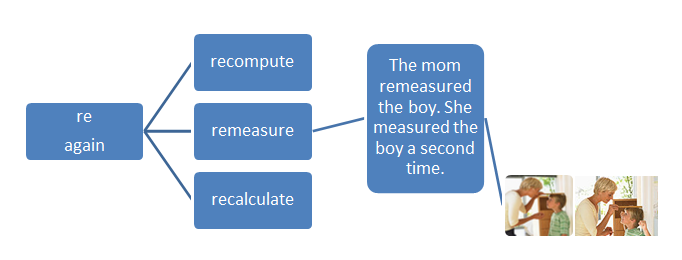 re
again
recompute
remeasure
recalculate
The mom
remeasured
the boy. She
measured the
boy a second
time.